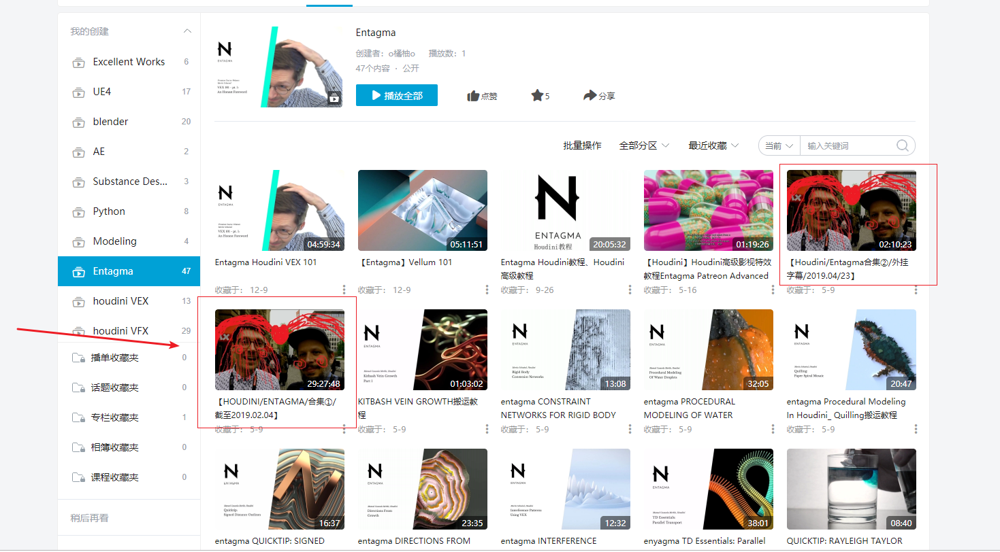 我的创建
Excellent Works 6
UE4 17
blender 20
AE 2
Substance Des... 3
Python 8
Modeling 4
Entagma 47
houdini VEX 13
houdini VFX 29
播单收藏夹 0
话题收藏夹 0
专栏收藏夹 1
相簿收藏夹 0
课程收藏夹 0
稍后再看
N
ENTAGMA
VEX 101 - pt. 1:
An Honest Foreword
Entagma
创建者：o橘柚o 播放数：1
47个内容 · 公开
播放全部
点赞
5
分享
批量操作
全部分区
最近收藏
当前
输入关键词
N
ENTAGMA
VEX 101 - pt. 1:
An Honest Foreword
04:59:34
Entagma Houdini VEX 101
收藏于： 12-9
05:11:51
【Entagma】Vellum 101
收藏于： 12-9
N
ENTAGMA
Houdini教程
20:05:32
Entagma Houdini教程、Houdini
高级教程
收藏于： 9-26
01:19:26
【Houdini】Houdini高级影视特效
教程Entagma Patreon Advanced
收藏于： 5-16
02:10:23
【Houdini/Entagma合集②/外挂
字幕/2019.04/23】
收藏于： 5-9
29:27:48
【HOUDINI/ENTAGMA/合集①/
截至2019.02.04】
收藏于： 5-9
N
ENTAGMA
Kitbash Vein Growth
Part 1
01:03:02
KITBASH VEIN GROWTH搬运教
程
收藏于： 5-9
N
ENTAGMA
Rigid Body
Constraint Networks
13:08
entagma CONSTRAINT
NETWORKS FOR RIGID BODY
收藏于： 5-9
N
ENTAGMA
Procedural Modeling
Of Water Droplets
32:05
entagma PROCEDURAL
MODELING OF WATER
收藏于： 5-9
N
ENTAGMA
Quilling:
Paper Spiral Mosaic
20:47
entagma Procedural Modeling
In Houdini_ Quilling搬运教程
收藏于： 5-9
N
ENTAGMA
Quicktip:
Signed Distance Outlines
16:37
entagma QUICKTIP: SIGNED
N
ENTAGMA
Directions From
Growth
23:35
entagma DIRECTIONS FROM
N
ENTAGMA
Interference Patterns
Using VEX
12:32
entagma INTERFERENCE
N
ENTAGMA
TD Essentials
Parallel Transport
38:01
enyagma TD Essentials: Parallel
08:40
QUICKTIP: RAYLEIGH TAYLOR